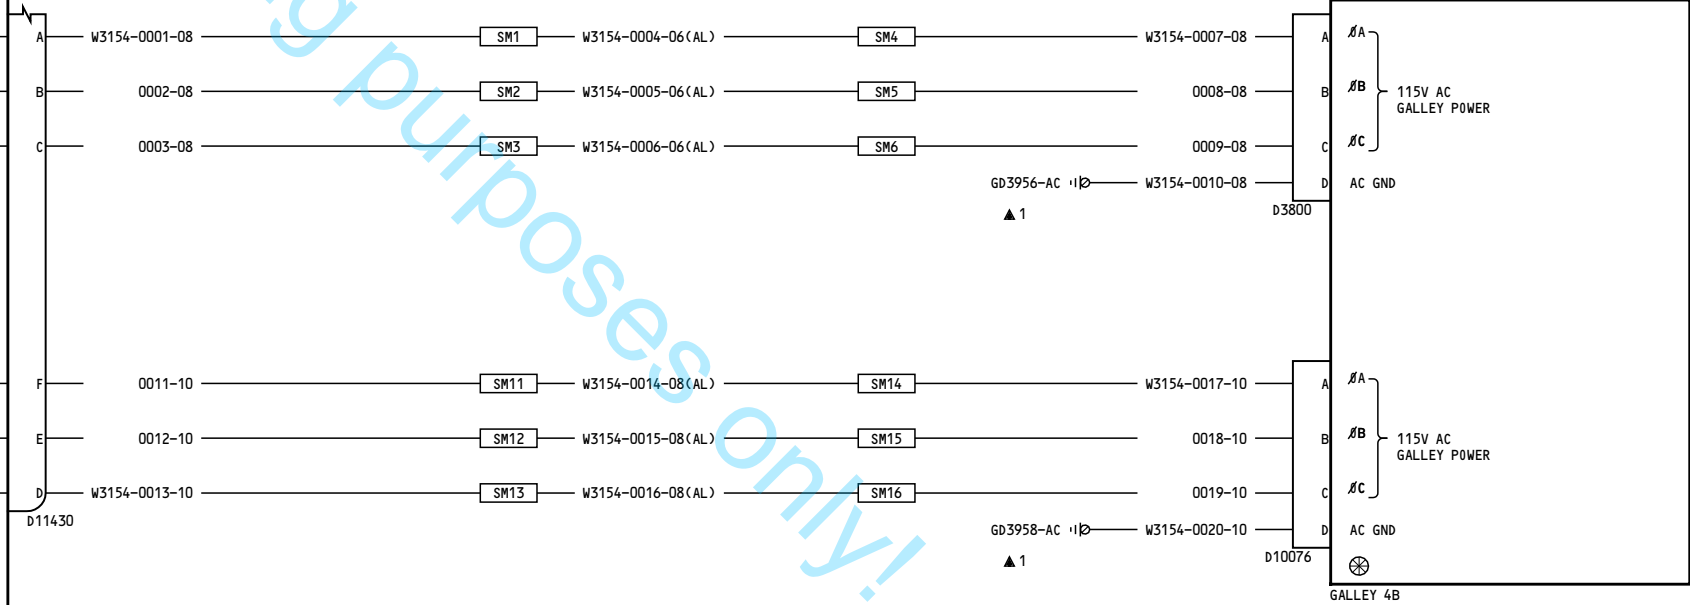 A W3154-0001-08 SM1 W3154-0004-06(AL) SM4 W3154-0007-08 A ØA
B 0002-08 SM2 W3154-0005-06(AL) SM5 0008-08 B ØB 115V AC
GALLEY POWER
C 0003-08 SM3 W3154-0006-06(AL) SM6 0009-08 C ØC
GD3956-AC W3154-0010-08 D AC GND
▲1 D3800
F 0011-10 SM11 W3154-0014-08(AL) SM14 W3154-0017-10 A ØA
E 0012-10 SM12 W3154-0015-08(AL) SM15 0018-10 B ØB 115V AC
GALLEY POWER
D W3154-0013-10 SM13 W3154-0016-08(AL) SM16 0019-10 C ØC
D11430
GD3958-AC W3154-0020-10 D AC GND
▲1 D10076
GALLEY 4B
g purposes only!